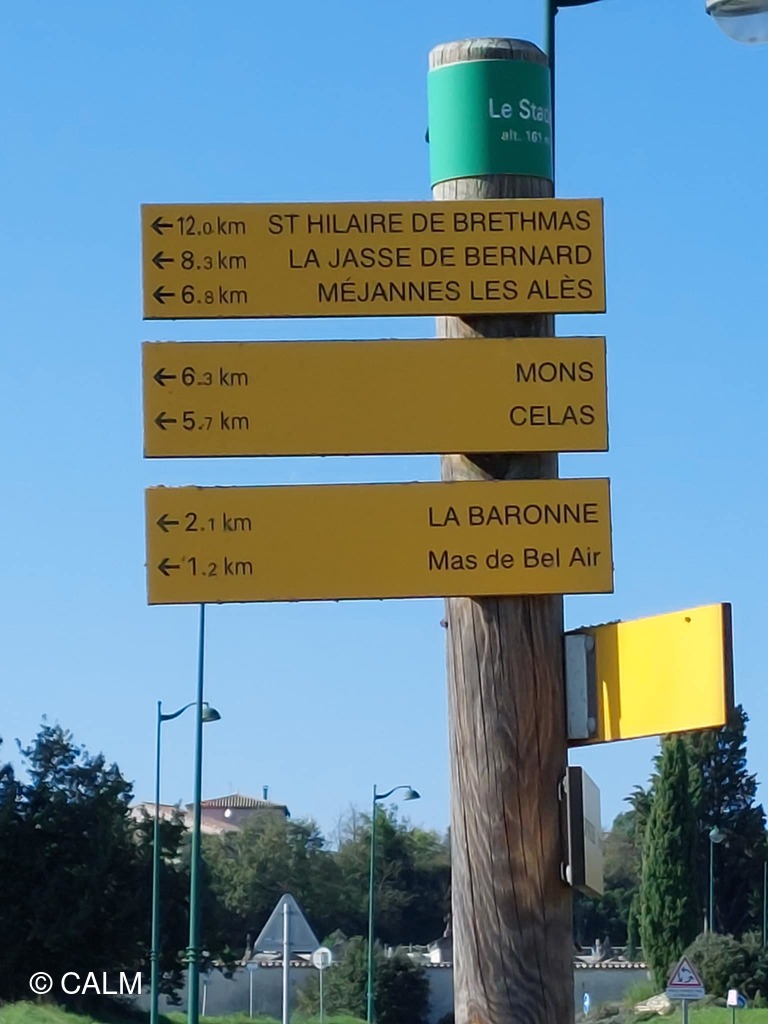 Le Stad
alt. 161 m
← 12.0 km ST HILAIRE DE BRETHMAS
← 8.3 km LA JASSE DE BERNARD
← 6.8 km MÉJANNES LES ALÈS
← 6.3 km MONS
← 5.7 km CELAS
← 2.1 km LA BARONNE
← 1.2 km Mas de Bel Air
© CALM